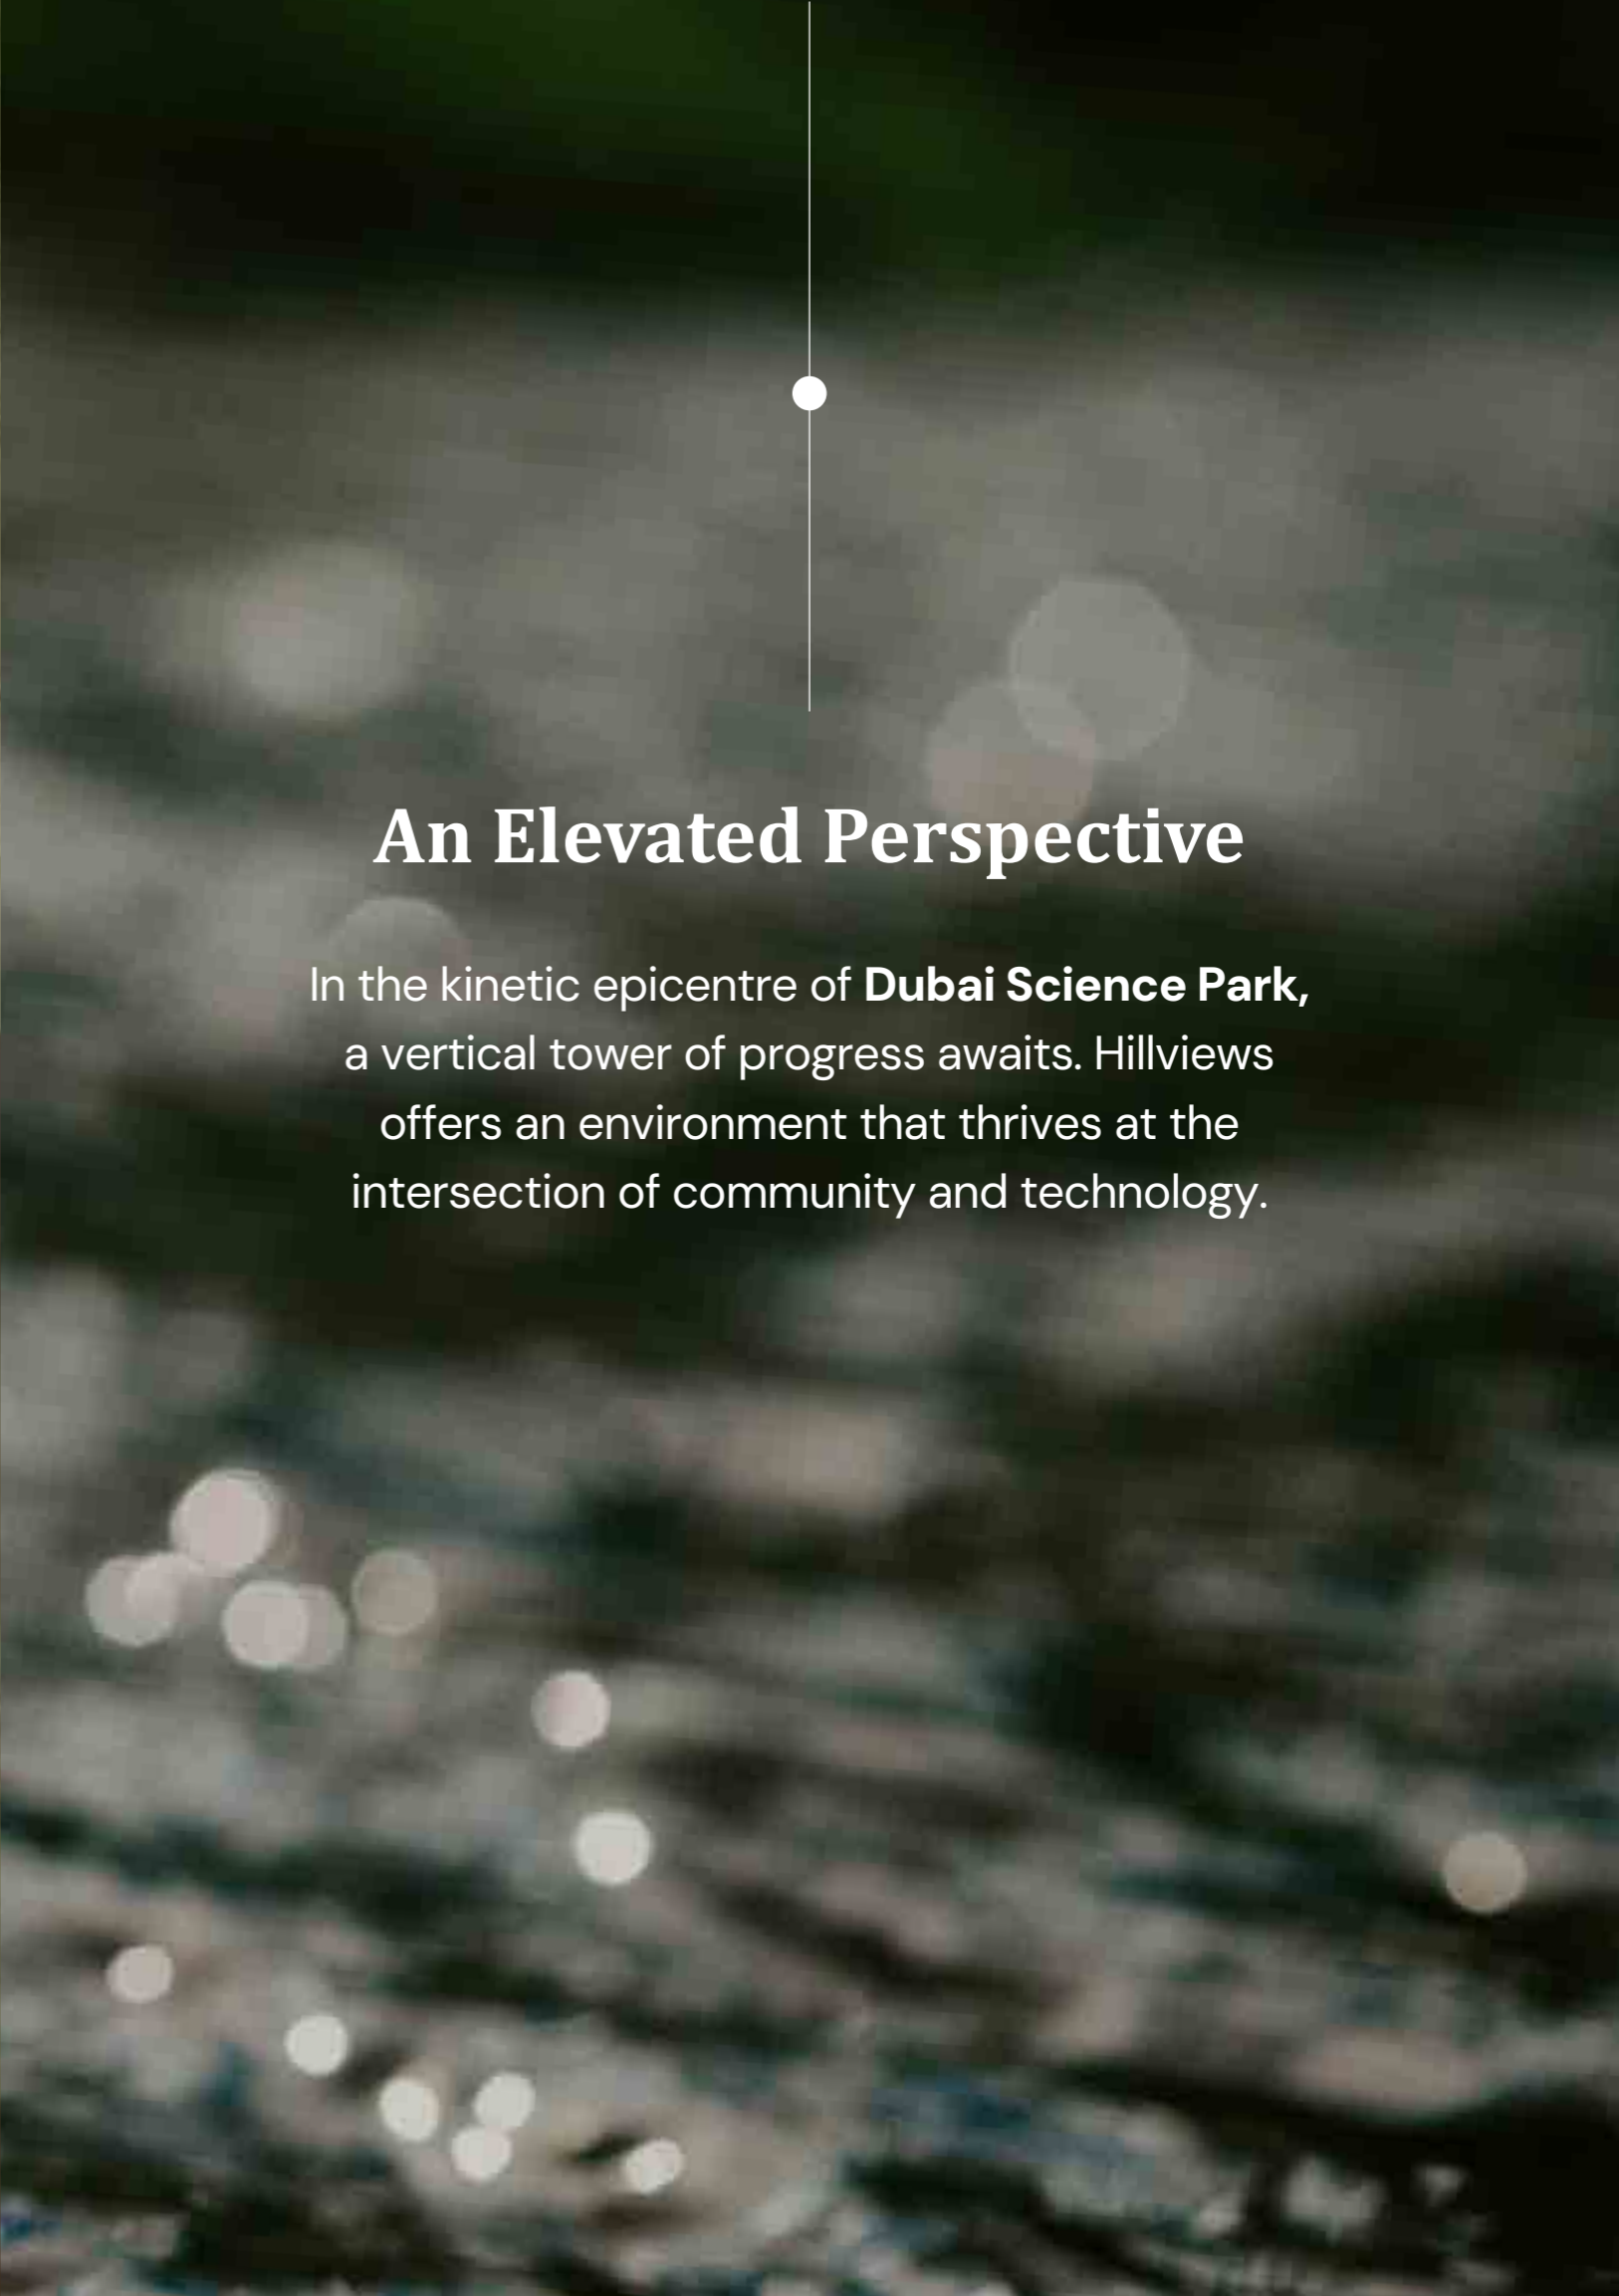 An Elevated Perspective
In the kinetic epicentre of Dubai Science Park,
a vertical tower of progress awaits. Hillviews
offers an environment that thrives at the
intersection of community and technology.